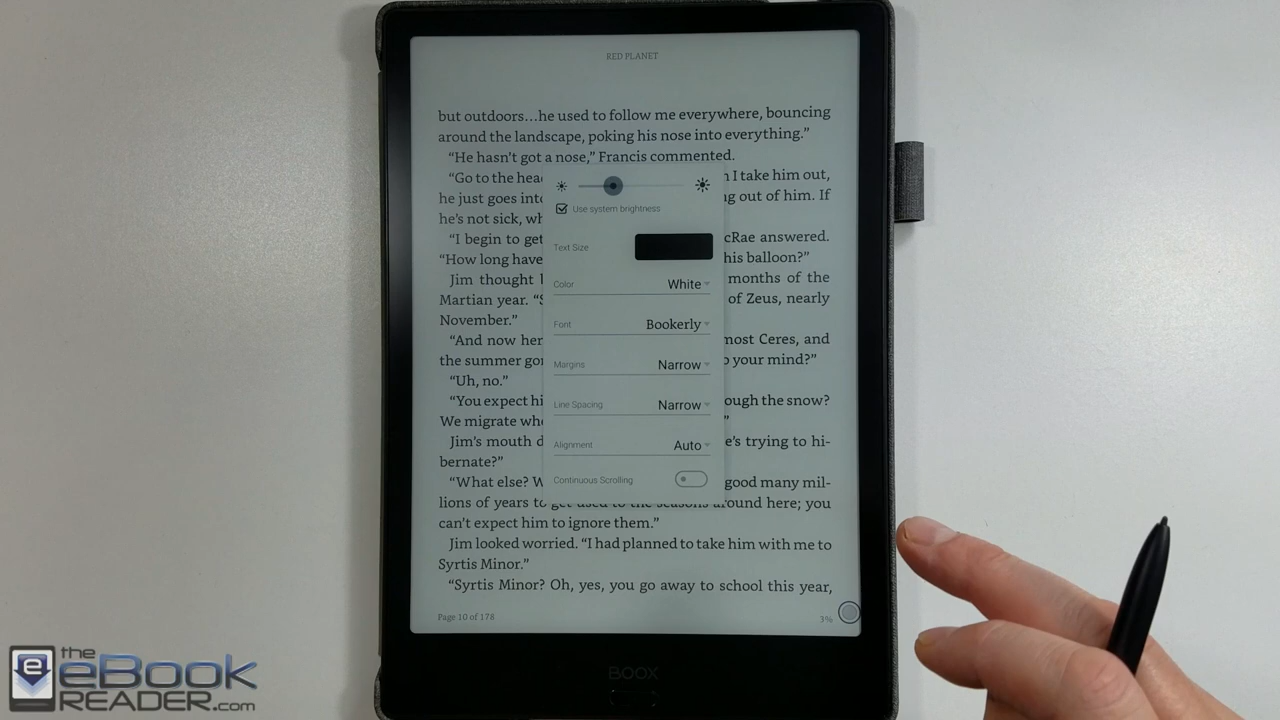 RED PLANET
but outdoors…he used to follow me everywhere, bouncing
around the landscape, poking his nose into everything.”
“He hasn’t got a nose,” Francis commented.
“Go to the hea I take him out,
he just goes into ng out of him. If
he’s not sick, wh
Use system brightness
“I begin to get cRae answered.
Text Size
“How long have his balloon?”
Jim thought months of the
Color White
Martian year. “S of Zeus, nearly
November.”
Font Bookerly
“And now her most Ceres, and
the summer go o your mind?”
Margins Narrow
“Uh, no.”
“You expect hi ough the snow?
Line Spacing Narrow
We migrate wh
Jim’s mouth d e’s trying to hi-
Alignment Auto
bernate?”
“What else? W good many mil-
Continuous Scrolling
lions of years to get used to the seasons around here; you
can’t expect him to ignore them.”
Jim looked worried. “I had planned to take him with me to
Syrtis Minor.”
“Syrtis Minor? Oh, yes, you go away to school this year,
Page 10 of 178 3%
BOOX
the
eBook
READER.com